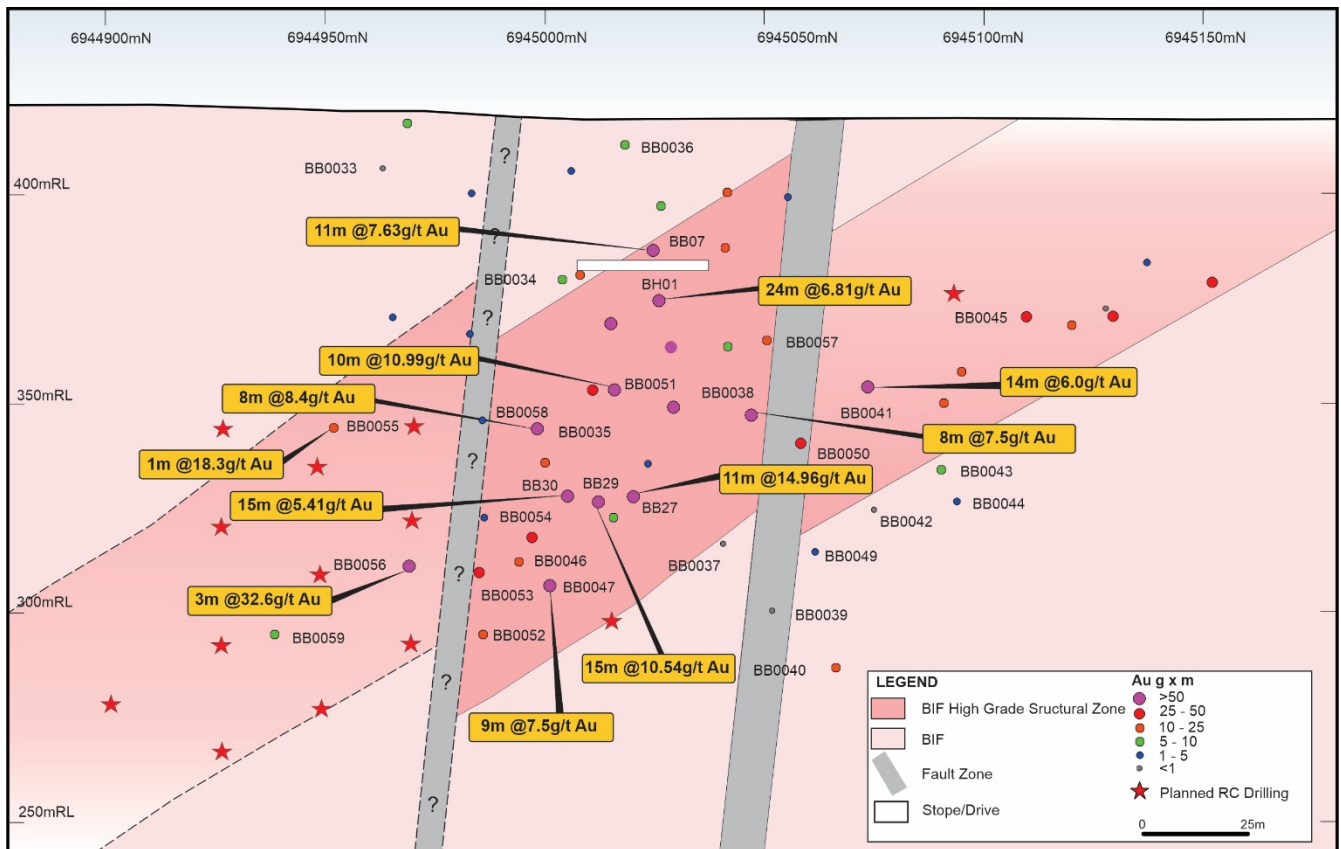 6944900mN
6944950mN
6945000mN
6945050mN
6945100mN
6945150mN
BB0036
BB0033
400mRL
?
11m @7.63g/t Au
?
BB07
BB0034
BH01
24m @6.81g/t Au
?
BB0045
BB0057
10m @10.99g/t Au
BB0051
BB0038
14m @6.0g/t Au
350mRL
8m @8.4g/t Au
BB0041
BB0058
BB0055
BB0035
8m @7.5g/t Au
BB0050
1m @18.3g/t Au
?
BB0043
11m @14.96g/t Au
BB30
BB29
BB27
15m @5.41g/t Au
BB0044
BB0054
BB0042
BB0049
BB0056
BB0046
BB0037
?
BB0053
BB0047
3m @32.6g/t Au
300mRL
BB0039
BB0059
BB0052
15m @10.54g/t Au
BB0040
?
9m @7.5g/t Au
LEGEND
BIF High Grade Sructural Zone
BIF
Fault Zone
Stope/Drive
Au g x m
>50
25 - 50
10 - 25
5 - 10
1 - 5
<1
Planned RC Drilling
0
25m
?
250mRL